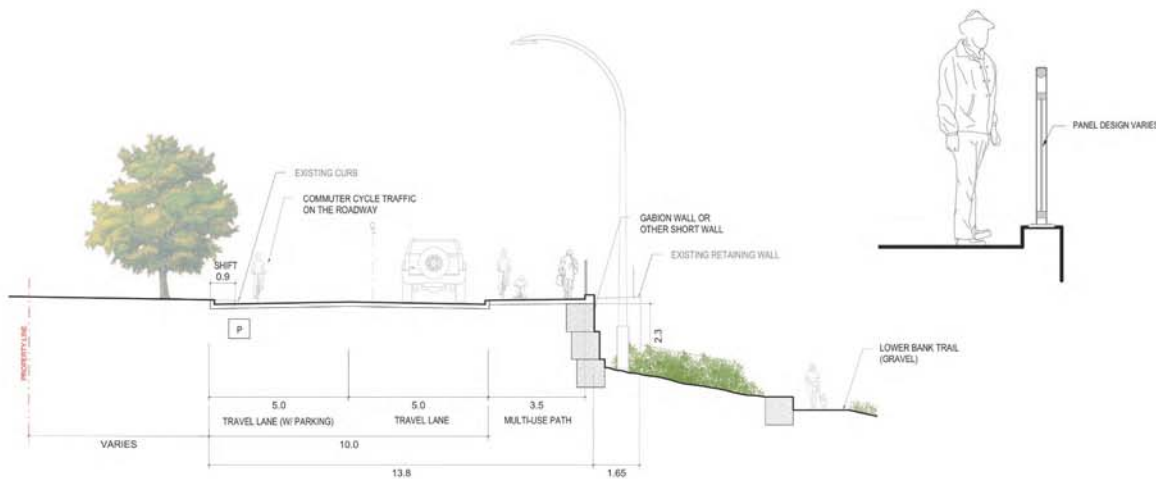 PANEL DESIGN VARIES
EXISTING CURB
COMMUTER CYCLE TRAFFIC
ON THE ROADWAY
GABION WALL OR
OTHER SHORT WALL
EXISTING RETAINING WALL
SHIFT
0.9
P
PROPERTY LINE
2.3
LOWER BANK TRAIL
(GRAVEL)
5.0
5.0
3.5
TRAVEL LANE (W/ PARKING)
TRAVEL LANE
MULTI-USE PATH
VARIES
10.0
13.8
1.65